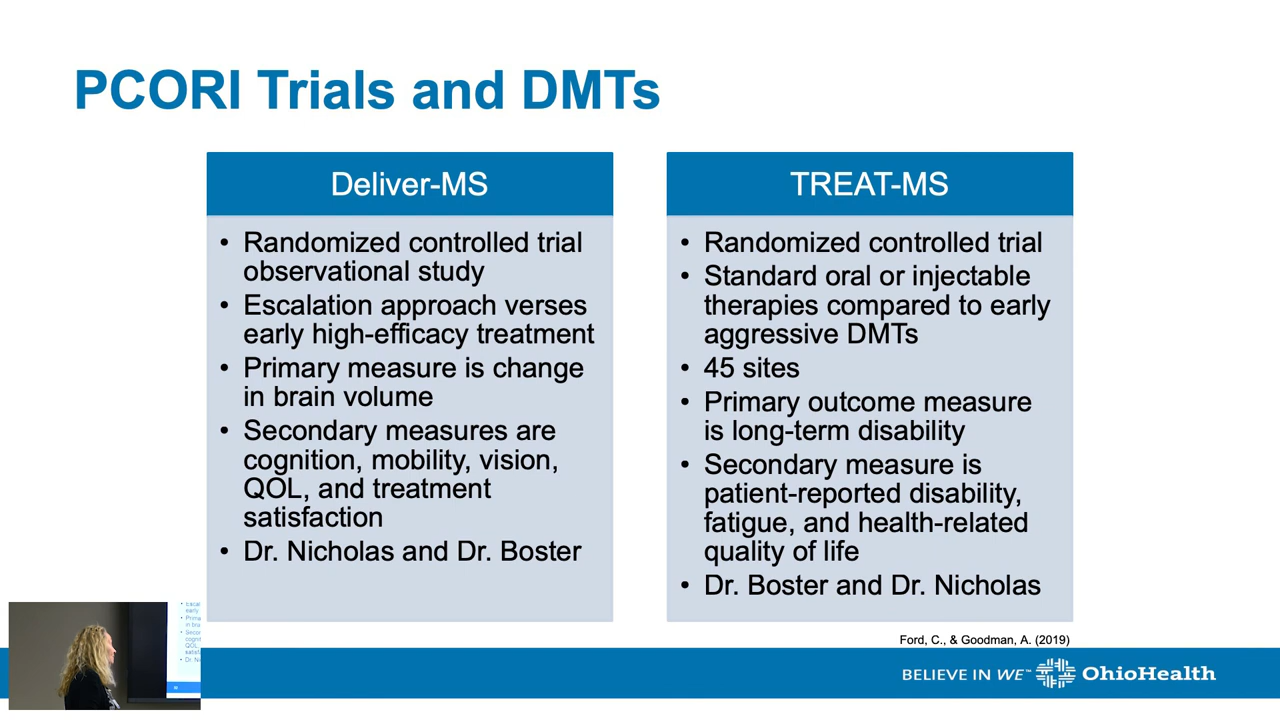 PCORI Trials and DMTs
Deliver-MS
• Randomized controlled trial
observational study
• Escalation approach verses
early high-efficacy treatment
• Primary measure is change
in brain volume
• Secondary measures are
cognition, mobility, vision,
QOL, and treatment
satisfaction
• Dr. Nicholas and Dr. Boster
TREAT-MS
• Randomized controlled trial
• Standard oral or injectable
therapies compared to early
aggressive DMTs
• 45 sites
• Primary outcome measure
is long-term disability
• Secondary measure is
patient-reported disability,
fatigue, and health-related
quality of life
• Dr. Boster and Dr. Nicholas
Ford, C., & Goodman, A. (2019)
BELIEVE IN WE™ OhioHealth